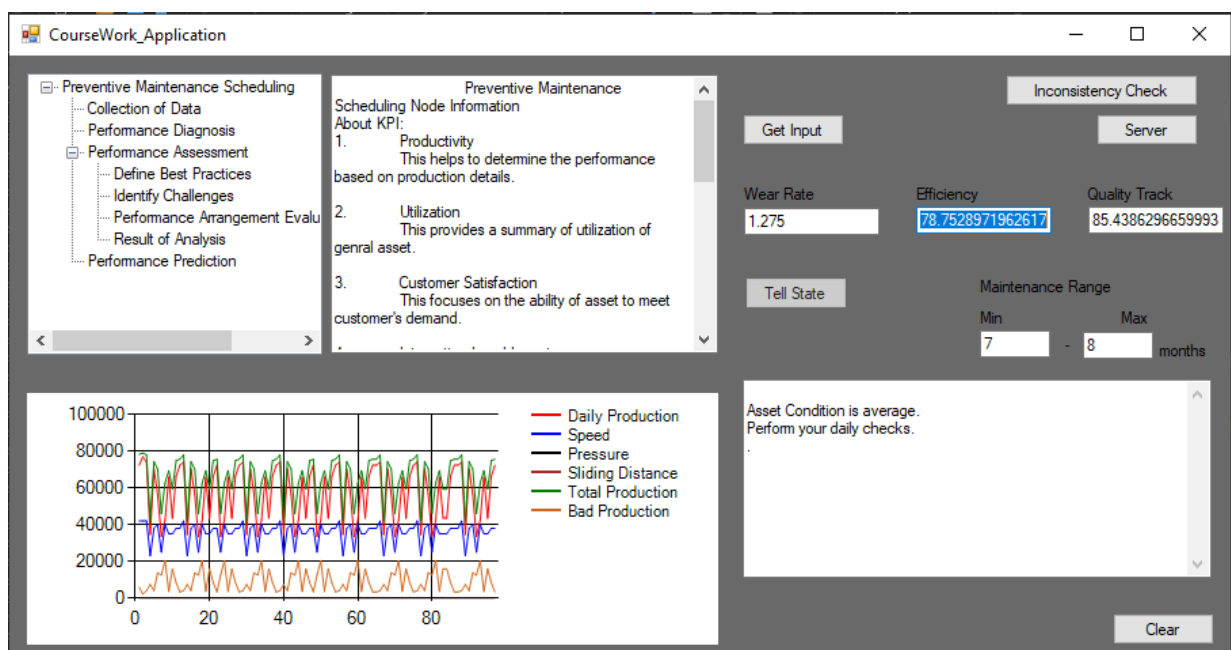 CourseWork_Application
Preventive Maintenance Scheduling
Collection of Data
Performance Diagnosis
Performance Assessment
Define Best Practices
Identify Challenges
Performance Arrangement Evalu
Result of Analysis
Performance Prediction
Preventive Maintenance
Scheduling Node Information
About KPI:
1. Productivity
This helps to determine the performance
based on production details.
2. Utilization
This provides a summary of utilization of
genral asset.
3. Customer Satisfaction
This focuses on the ability of asset to meet
customer's demand.
Inconsistency Check
Get Input
Server
Wear Rate
Efficiency
Quality Track
1.275
78.7528971962617
85.4386296659993
Tell State
Maintenance Range
Min
Max
7 - 8 months
100000
80000
60000
40000
20000
0
0 20 40 60 80
Daily Production
Speed
Pressure
Sliding Distance
Total Production
Bad Production
Asset Condition is average.
Perform your daily checks.
.
Clear